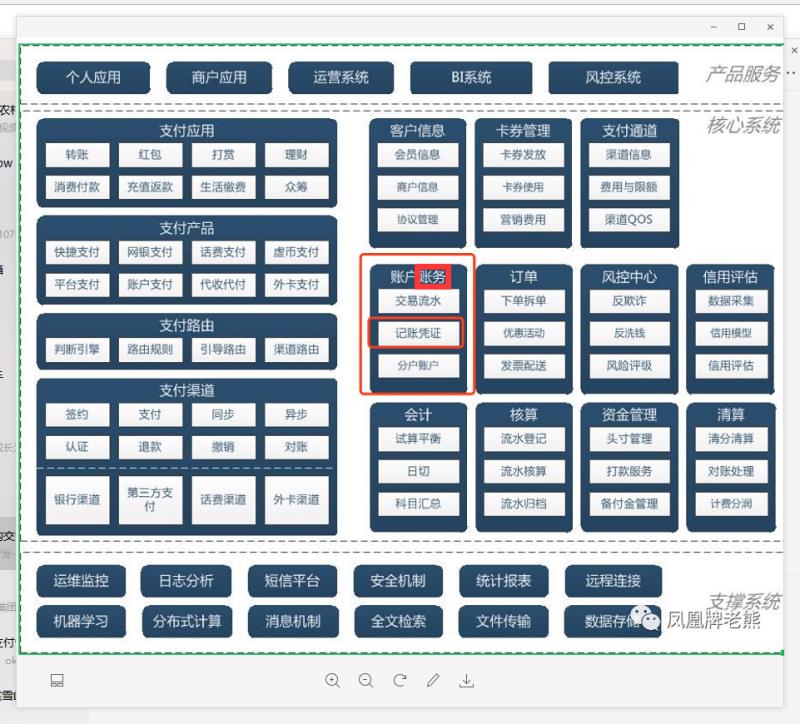 个人应用 商户应用 运营系统 BI系统 风控系统 产品服务
核心系统
支付应用
转账 红包 打赏 理财
消费付款 充值返款 生活缴费 众筹
支付产品
快捷支付 网银支付 话费支付 虚币支付
平台支付 账户支付 代收代付 外卡支付
支付路由
判断引擎 路由规则 引导路由 渠道路由
支付渠道
签约 支付 同步 异步
认证 退款 撤销 对账
银行渠道 第三方支付 话费渠道 外卡渠道
客户信息
会员信息
商户信息
协议管理
卡券管理
卡券发放
卡券使用
营销费用
支付通道
渠道信息
费用与限额
渠道QOS
账户账务
交易流水
记账凭证
分户账户
订单
下单拆单
优惠活动
发票配送
风控中心
反欺诈
反洗钱
风险评级
信用评估
数据采集
信用模型
信用评估
会计
试算平衡
日切
科目汇总
核算
流水登记
流水核算
流水归档
资金管理
头寸管理
打款服务
备付金管理
清算
清分清算
对账处理
计费分润
运维监控 日志分析 短信平台 安全机制 统计报表 远程连接
支撑系统
机器学习 分布式计算 消息机制 全文检索 文件传输 数据存储
凤凰牌老熊